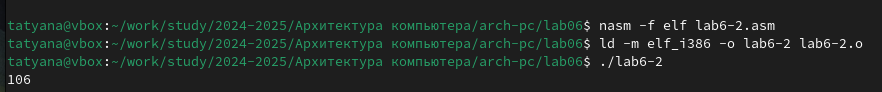 tatyana@vbox:~/work/study/2024-2025/Архитектура компьютера/arch-pc/lab06$ nasm -f elf lab6-2.asm
tatyana@vbox:~/work/study/2024-2025/Архитектура компьютера/arch-pc/lab06$ ld -m elf_i386 -o lab6-2 lab6-2.o
tatyana@vbox:~/work/study/2024-2025/Архитектура компьютера/arch-pc/lab06$ ./lab6-2
106